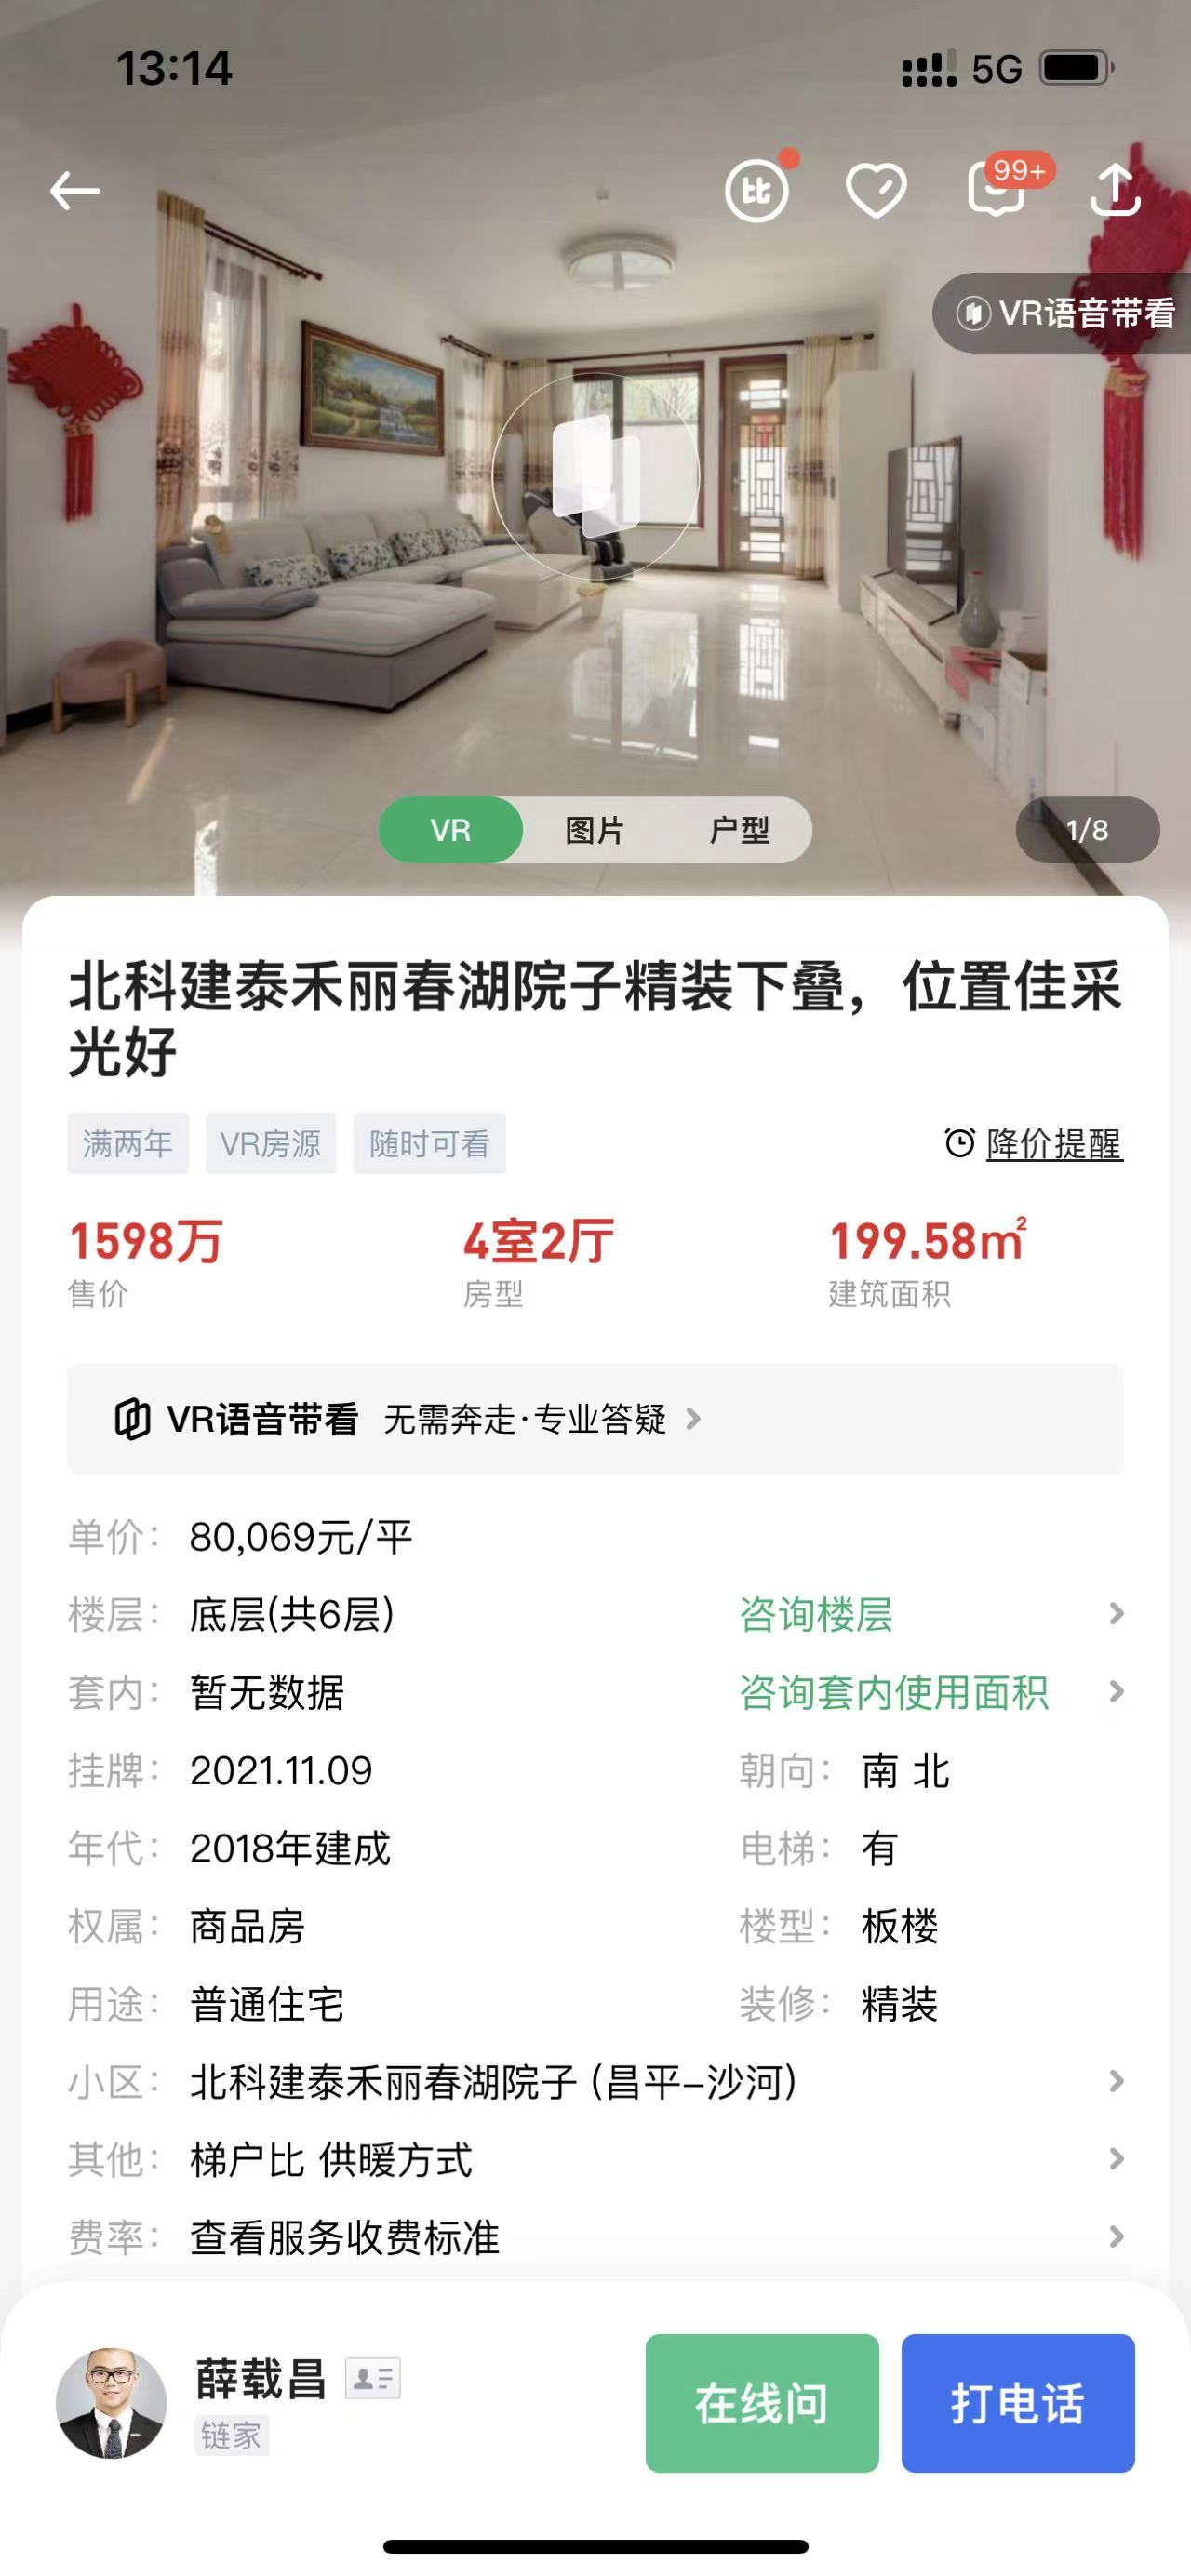 13:14
5G
比
99+
VR语音带看
VR 图片 户型
1/8
北科建泰禾丽春湖院子精装下叠，位置佳采
光好
满两年 VR房源 随时可看 降价提醒
1598万 4室2厅 199.58㎡
售价 房型 建筑面积
VR语音带看 无需奔走·专业答疑
单价： 80,069元/平
楼层： 底层(共6层) 咨询楼层
套内： 暂无数据 咨询套内使用面积
挂牌： 2021.11.09 朝向： 南 北
年代： 2018年建成 电梯： 有
权属： 商品房 楼型： 板楼
用途： 普通住宅 装修： 精装
小区： 北科建泰禾丽春湖院子 (昌平-沙河)
其他： 梯户比 供暖方式
费率： 查看服务收费标准
薛载昌
链家
在线问 打电话